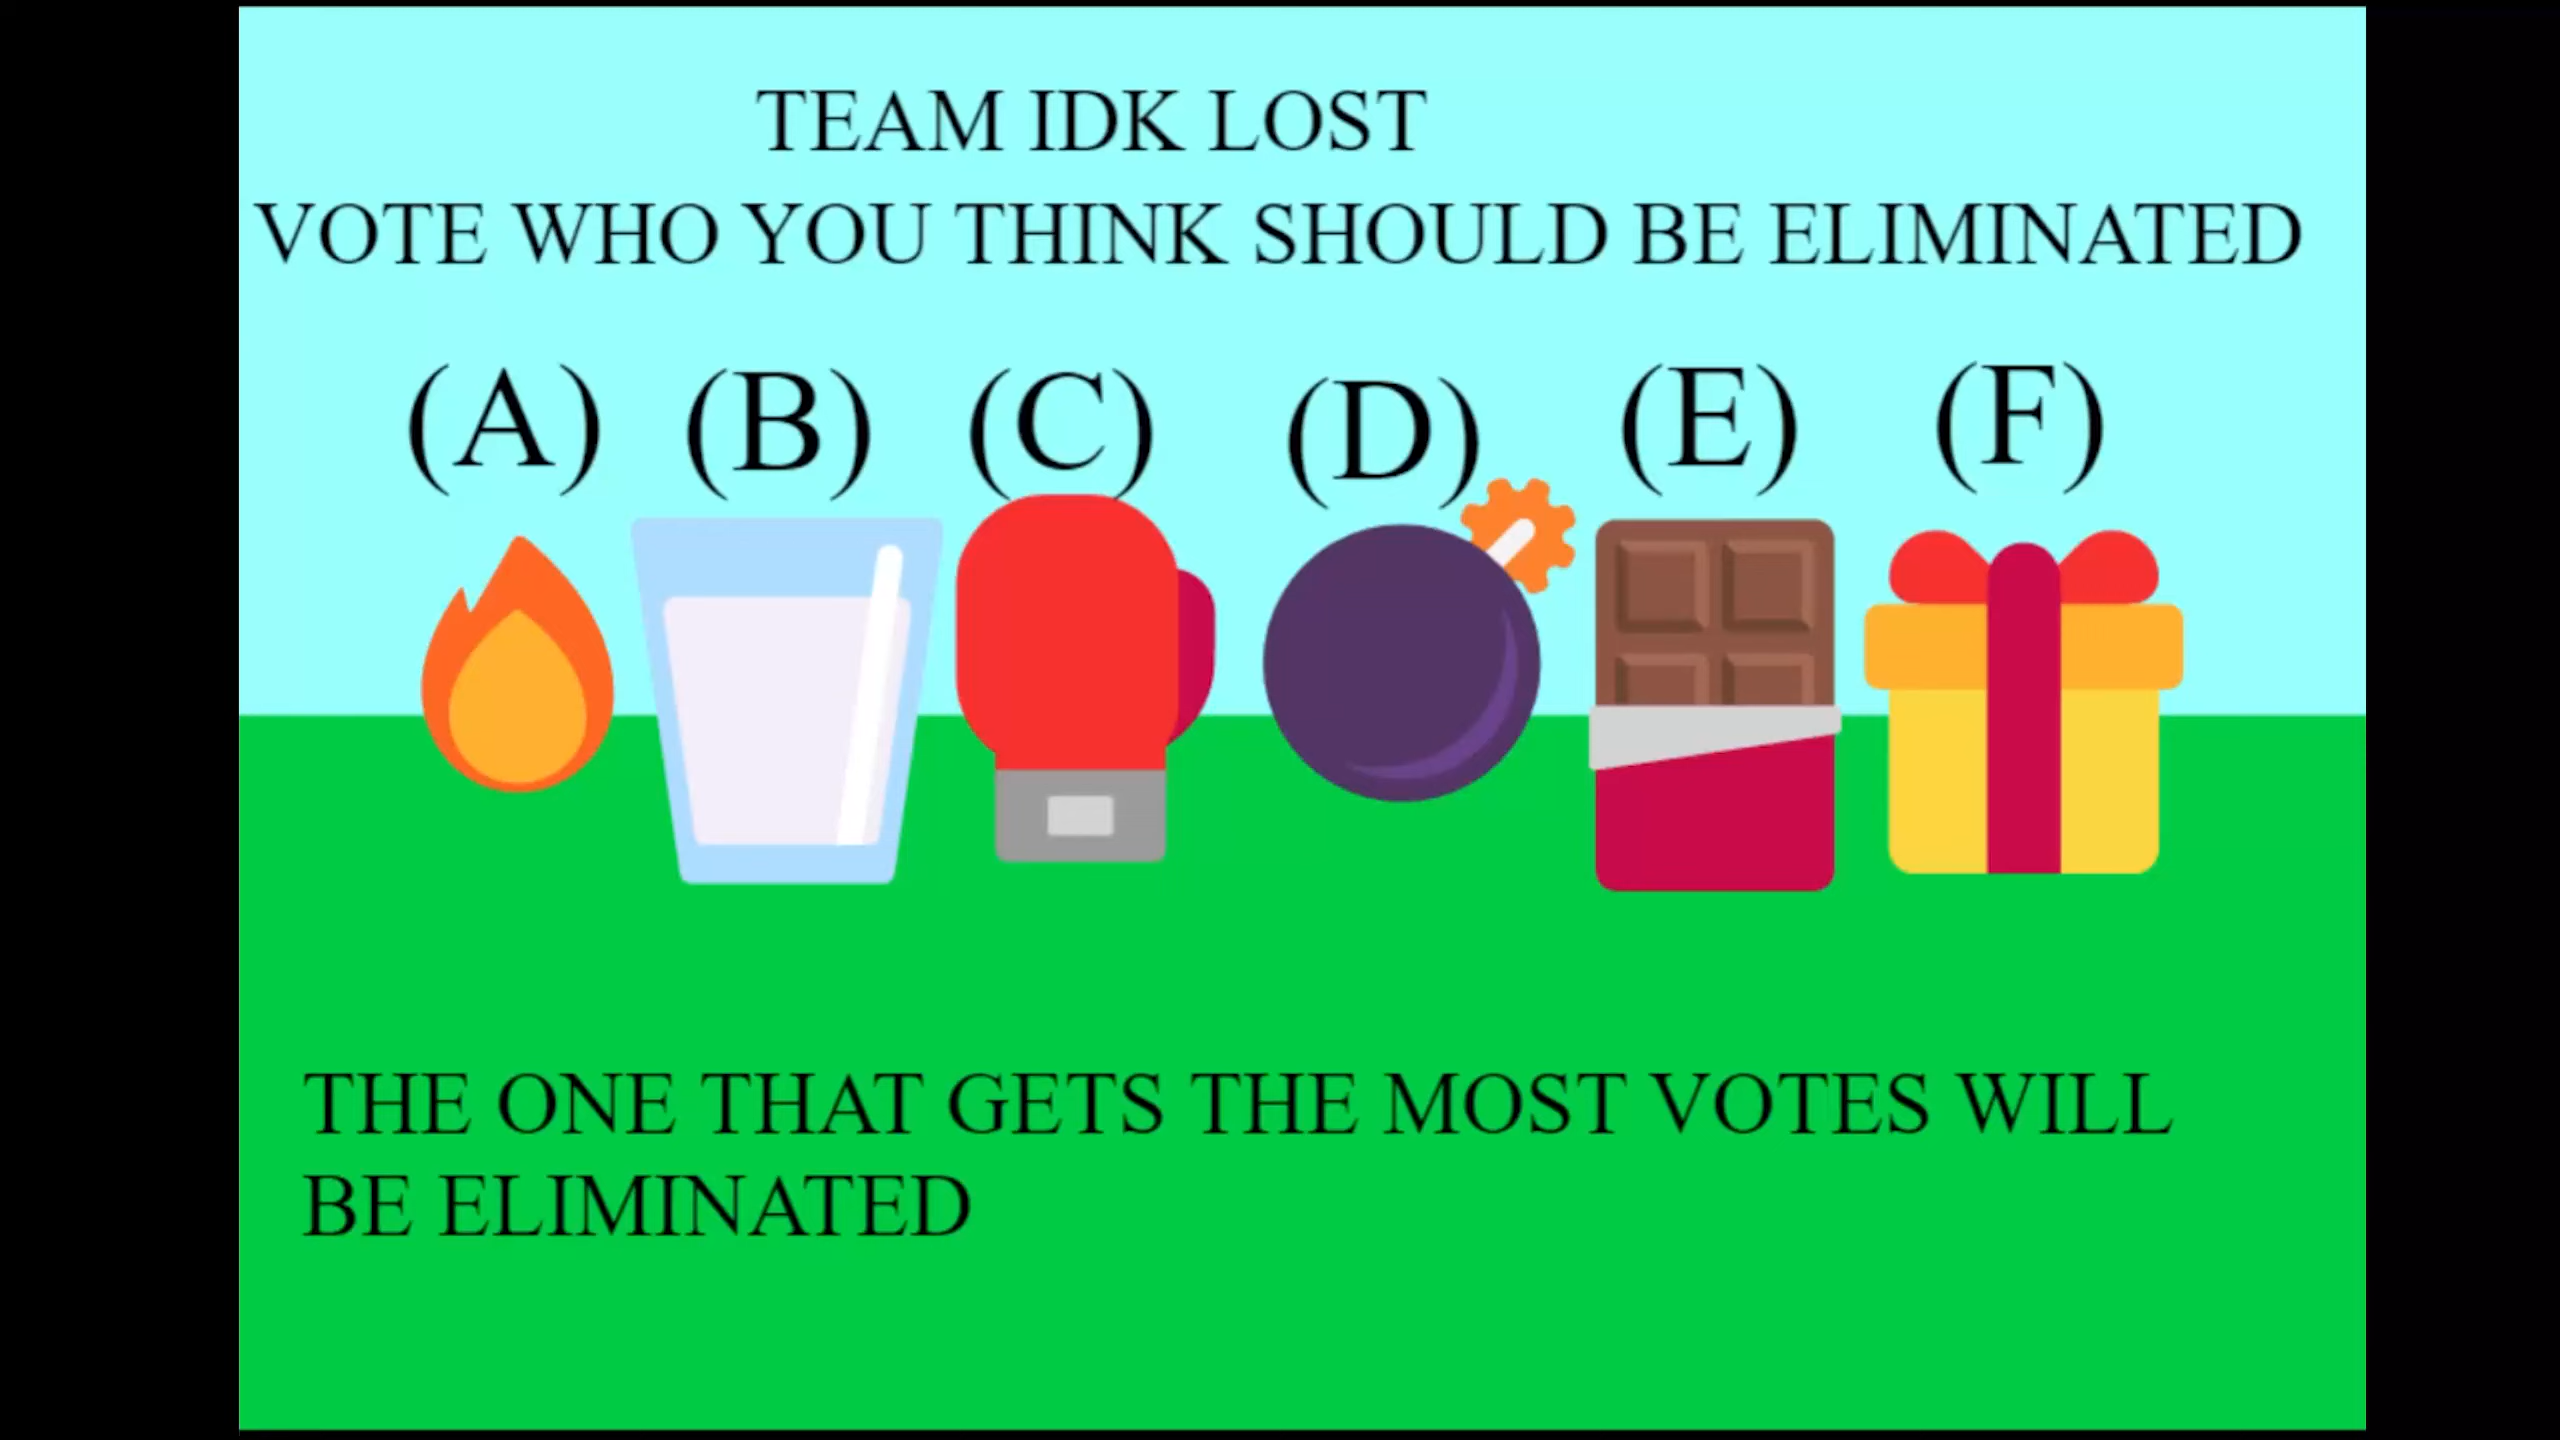 TEAM IDK LOST
VOTE WHO YOU THINK SHOULD BE ELIMINATED
(A) (B) (C) (D) (E) (F)
THE ONE THAT GETS THE MOST VOTES WILL
BE ELIMINATED